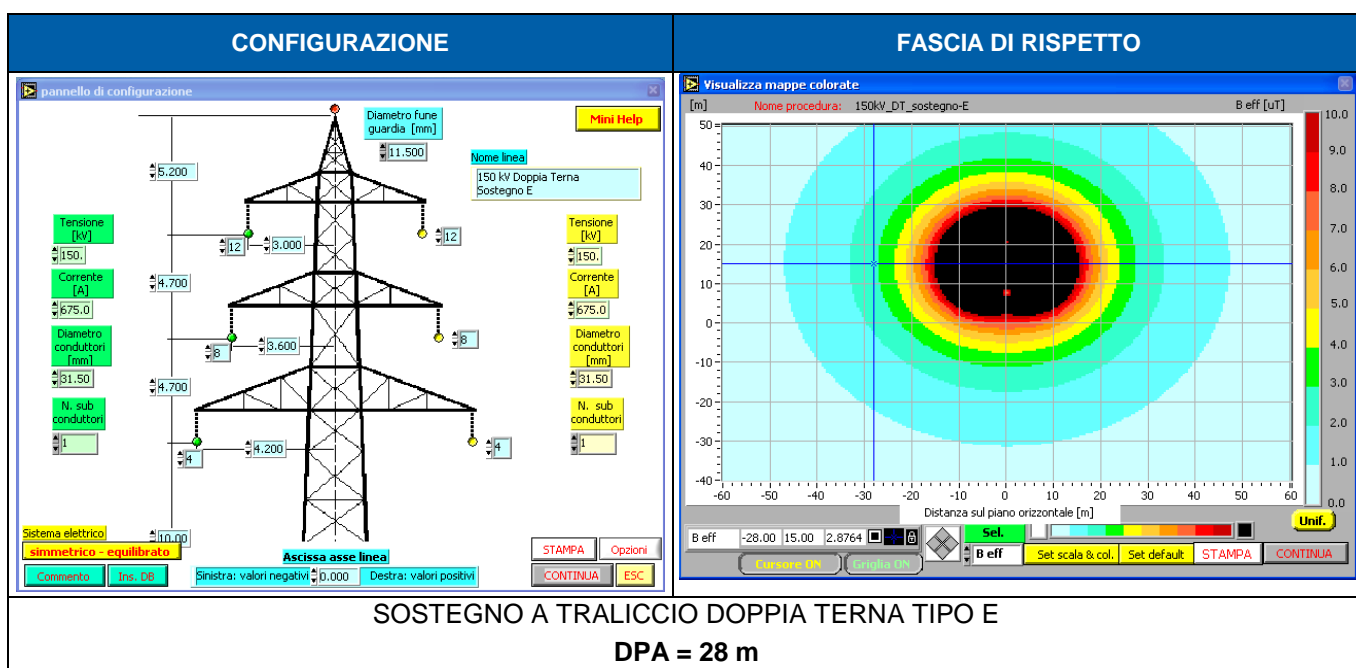 CONFIGURAZIONE
FASCIA DI RISPETTO
pannello di configurazione
Diametro fune
guardia [mm]
11.500
Mini Help
Nome linea
150 kV Doppia Terna
Sostegno E
5.200
Tensione
[kV]
150.
12
3.000
12
Tensione
[kV]
150.
Corrente
[A]
675.0
4.700
Corrente
[A]
675.0
Diametro
conduttori
[mm]
31.50
8
3.600
8
Diametro
conduttori
[mm]
31.50
4.700
N. sub
conduttori
1
4
4.200
4
N. sub
conduttori
1
Sistema elettrico
10.00
simmetrico - equilibrato
Ascissa asse linea
STAMPA
Opzioni
Commento
Ins. DB
Sinistra: valori negativi
0.000
Destra: valori positivi
CONTINUA
ESC
Visualizza mappe colorate
[m]
Nome procedura: 150kV_DT_sostegno-E
B eff [uT]
50
40
30
20
10
0
-10
-20
-30
-40
-60 -50 -40 -30 -20 -10 0 10 20 30 40 50 60
Distanza sul piano orizzontale [m]
10.0
9.0
8.0
7.0
6.0
5.0
4.0
3.0
2.0
1.0
0.0
Unif.)
B eff
-28.00
15.00
2.8764
Sel.
B eff
Set scala & col.
Set default
STAMPA
CONTINUA
Cursore ON
Griglia ON
SOSTEGNO A TRALICCIO DOPPIA TERNA TIPO E
DPA = 28 m